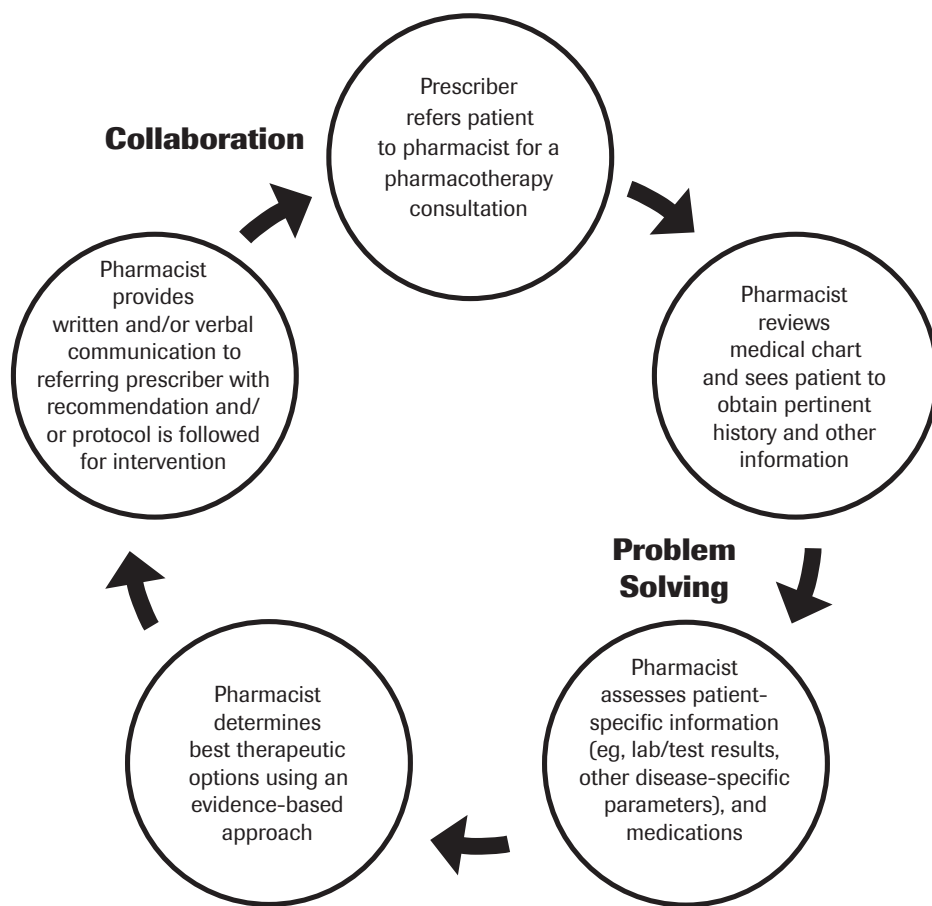 Collaboration
Prescriber
refers patient
to pharmacist for a
pharmacotherapy
consultation
Pharmacist
reviews
medical chart
and sees patient to
obtain pertinent
history and other
information
Problem
Solving
Pharmacist
assesses patient-
specific information
(eg, lab/test results,
other disease-specific
parameters), and
medications
Pharmacist
determines
best therapeutic
options using an
evidence-based
approach
Pharmacist
provides
written and/or verbal
communication to
referring prescriber with
recommendation and/
or protocol is followed
for intervention